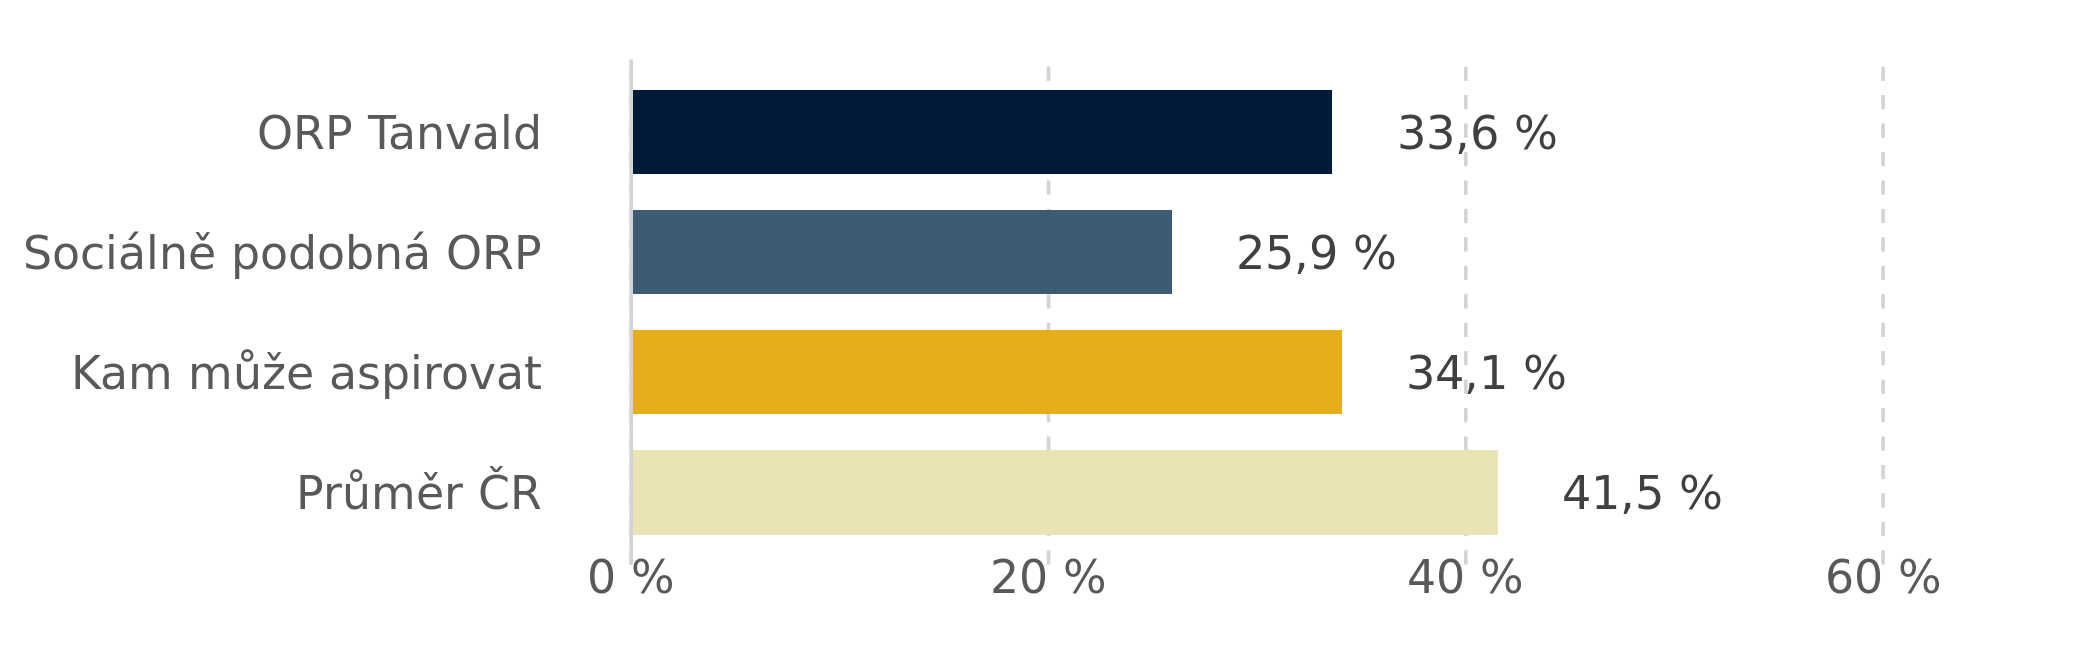 ORP Tanvald
33,6 %
Sociálně podobná ORP
25,9 %
Kam může aspirovat
34,1 %
Průměr ČR
41,5 %
0 %
20 %
40 %
60 %